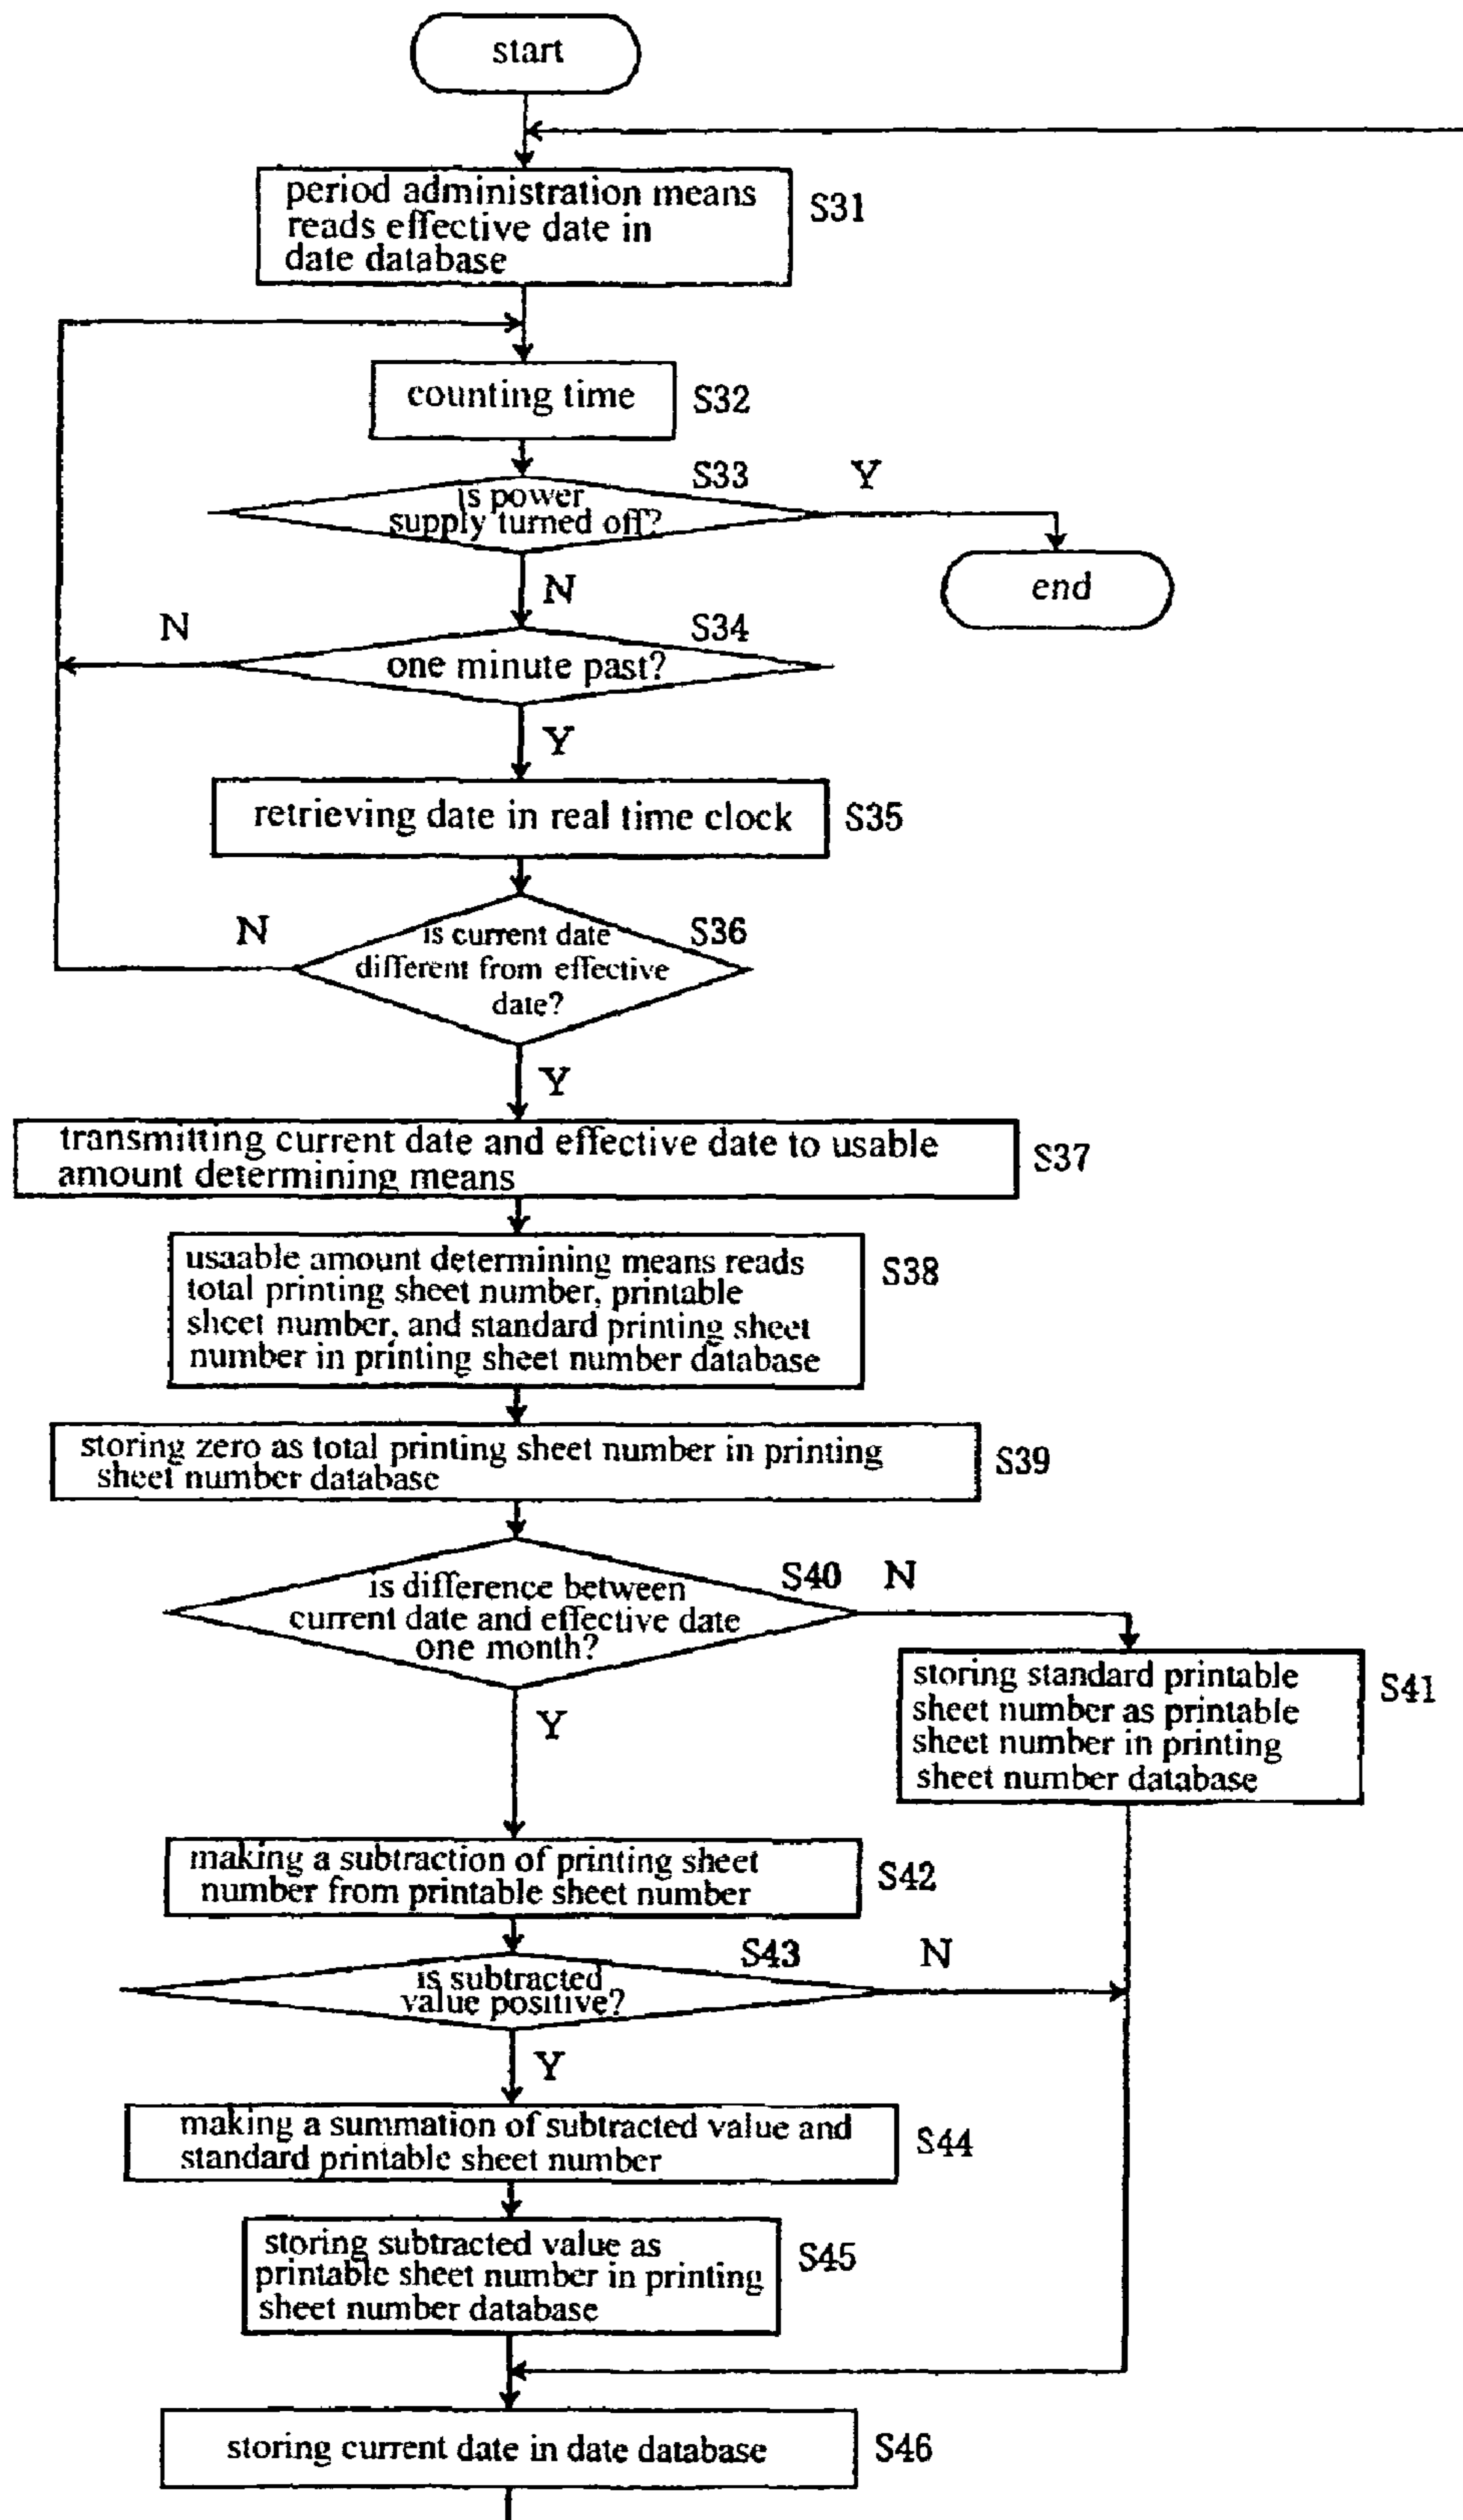 start
period administration means
reads effective date in
date database
S31
counting time
S32
S33
Y
is power
supply turned off?
end
N
N
S34
one minute past?
Y
retrieving date in real time clock
S35
N
S36
is current date
different from effective
date?
Y
transmitting current date and effective date to usable
amount determining means
S37
usaable amount determining means reads
total printing sheet number, printable
sheet number, and standard printing sheet
number in printing sheet number database
S38
storing zero as total printing sheet number in printing
sheet number database
S39
S40
N
is difference between
current date and effective date
one month?
Y
storing standard printable
sheet number as printable
sheet number in printing
sheet number database
S41
making a subtraction of printing sheet
number from printable sheet number
S42
S43
N
is subtracted
value positive?
Y
making a summation of subtracted value and
standard printable sheet number
S44
storing subtracted value as
printable sheet number in printing
sheet number database
S45
storing current date in date database
S46